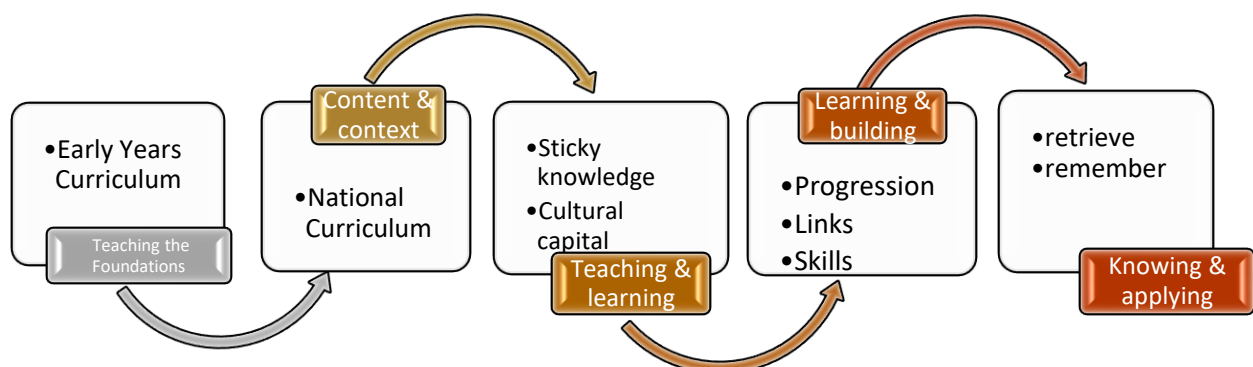 •Early Years
Curriculum
Teaching the
Foundations
Content &
context
•National
Curriculum
•Sticky
knowledge
•Cultural
capital
Teaching &
learning
Learning &
building
•Progression
•Links
•Skills
•retrieve
•remember
Knowing &
applying